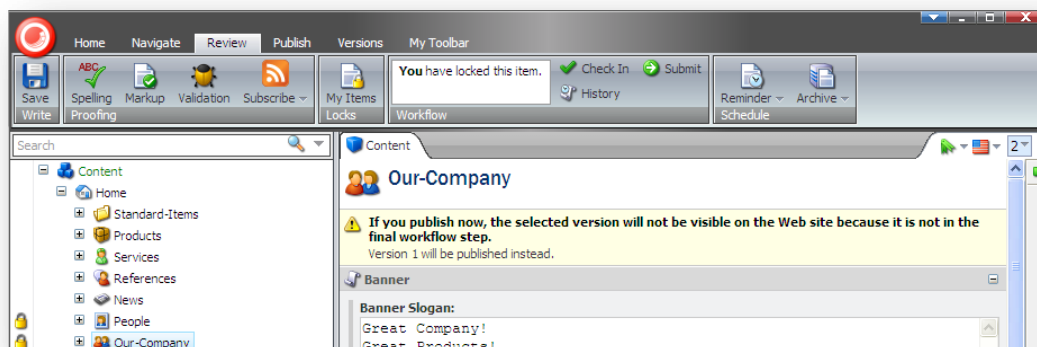 Home Navigate Review Publish Versions My Toolbar
ABC
You have locked this item. Check In Submit
History
Save Spelling Markup Validation Subscribe My Items Reminder Archive
Write Proofing Locks Workflow Schedule
Search
Content
Home
Standard-Items
Products
Services
References
News
People
Our-Company
Content
2
Our-Company
If you publish now, the selected version will not be visible on the Web site because it is not in the
final workflow step.
Version 1 will be published instead.
Banner
Banner Slogan:
Great Company!
Great Products!